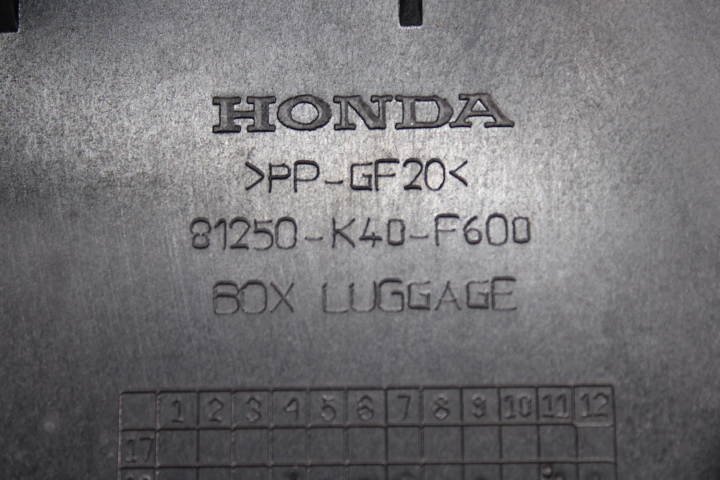 HONDA
>PP-GF20<
81250-K40-F600
BOX LUGGAGE
1 2 3 4 5 6 7 8 9 10 11 12
17